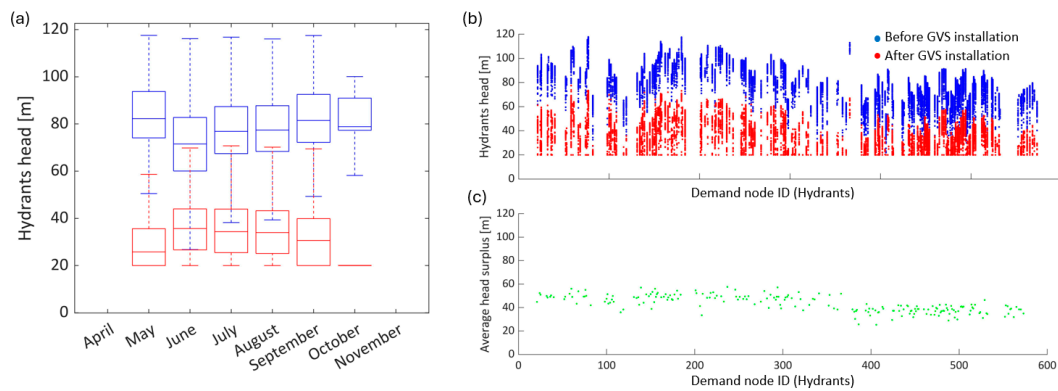 (a)
120
100
80
60
40
20
0
Hydrants head [m]
April
May
June
July
August
September
October
November
(b)
120
100
80
60
40
20
Hydrants head [m]
Before GVS installation
After GVS installation
Demand node ID (Hydrants)
(c)
120
100
80
60
40
20
0
Average head surplus [m]
0 100 200 300 400 500 600
Demand node ID (Hydrants)